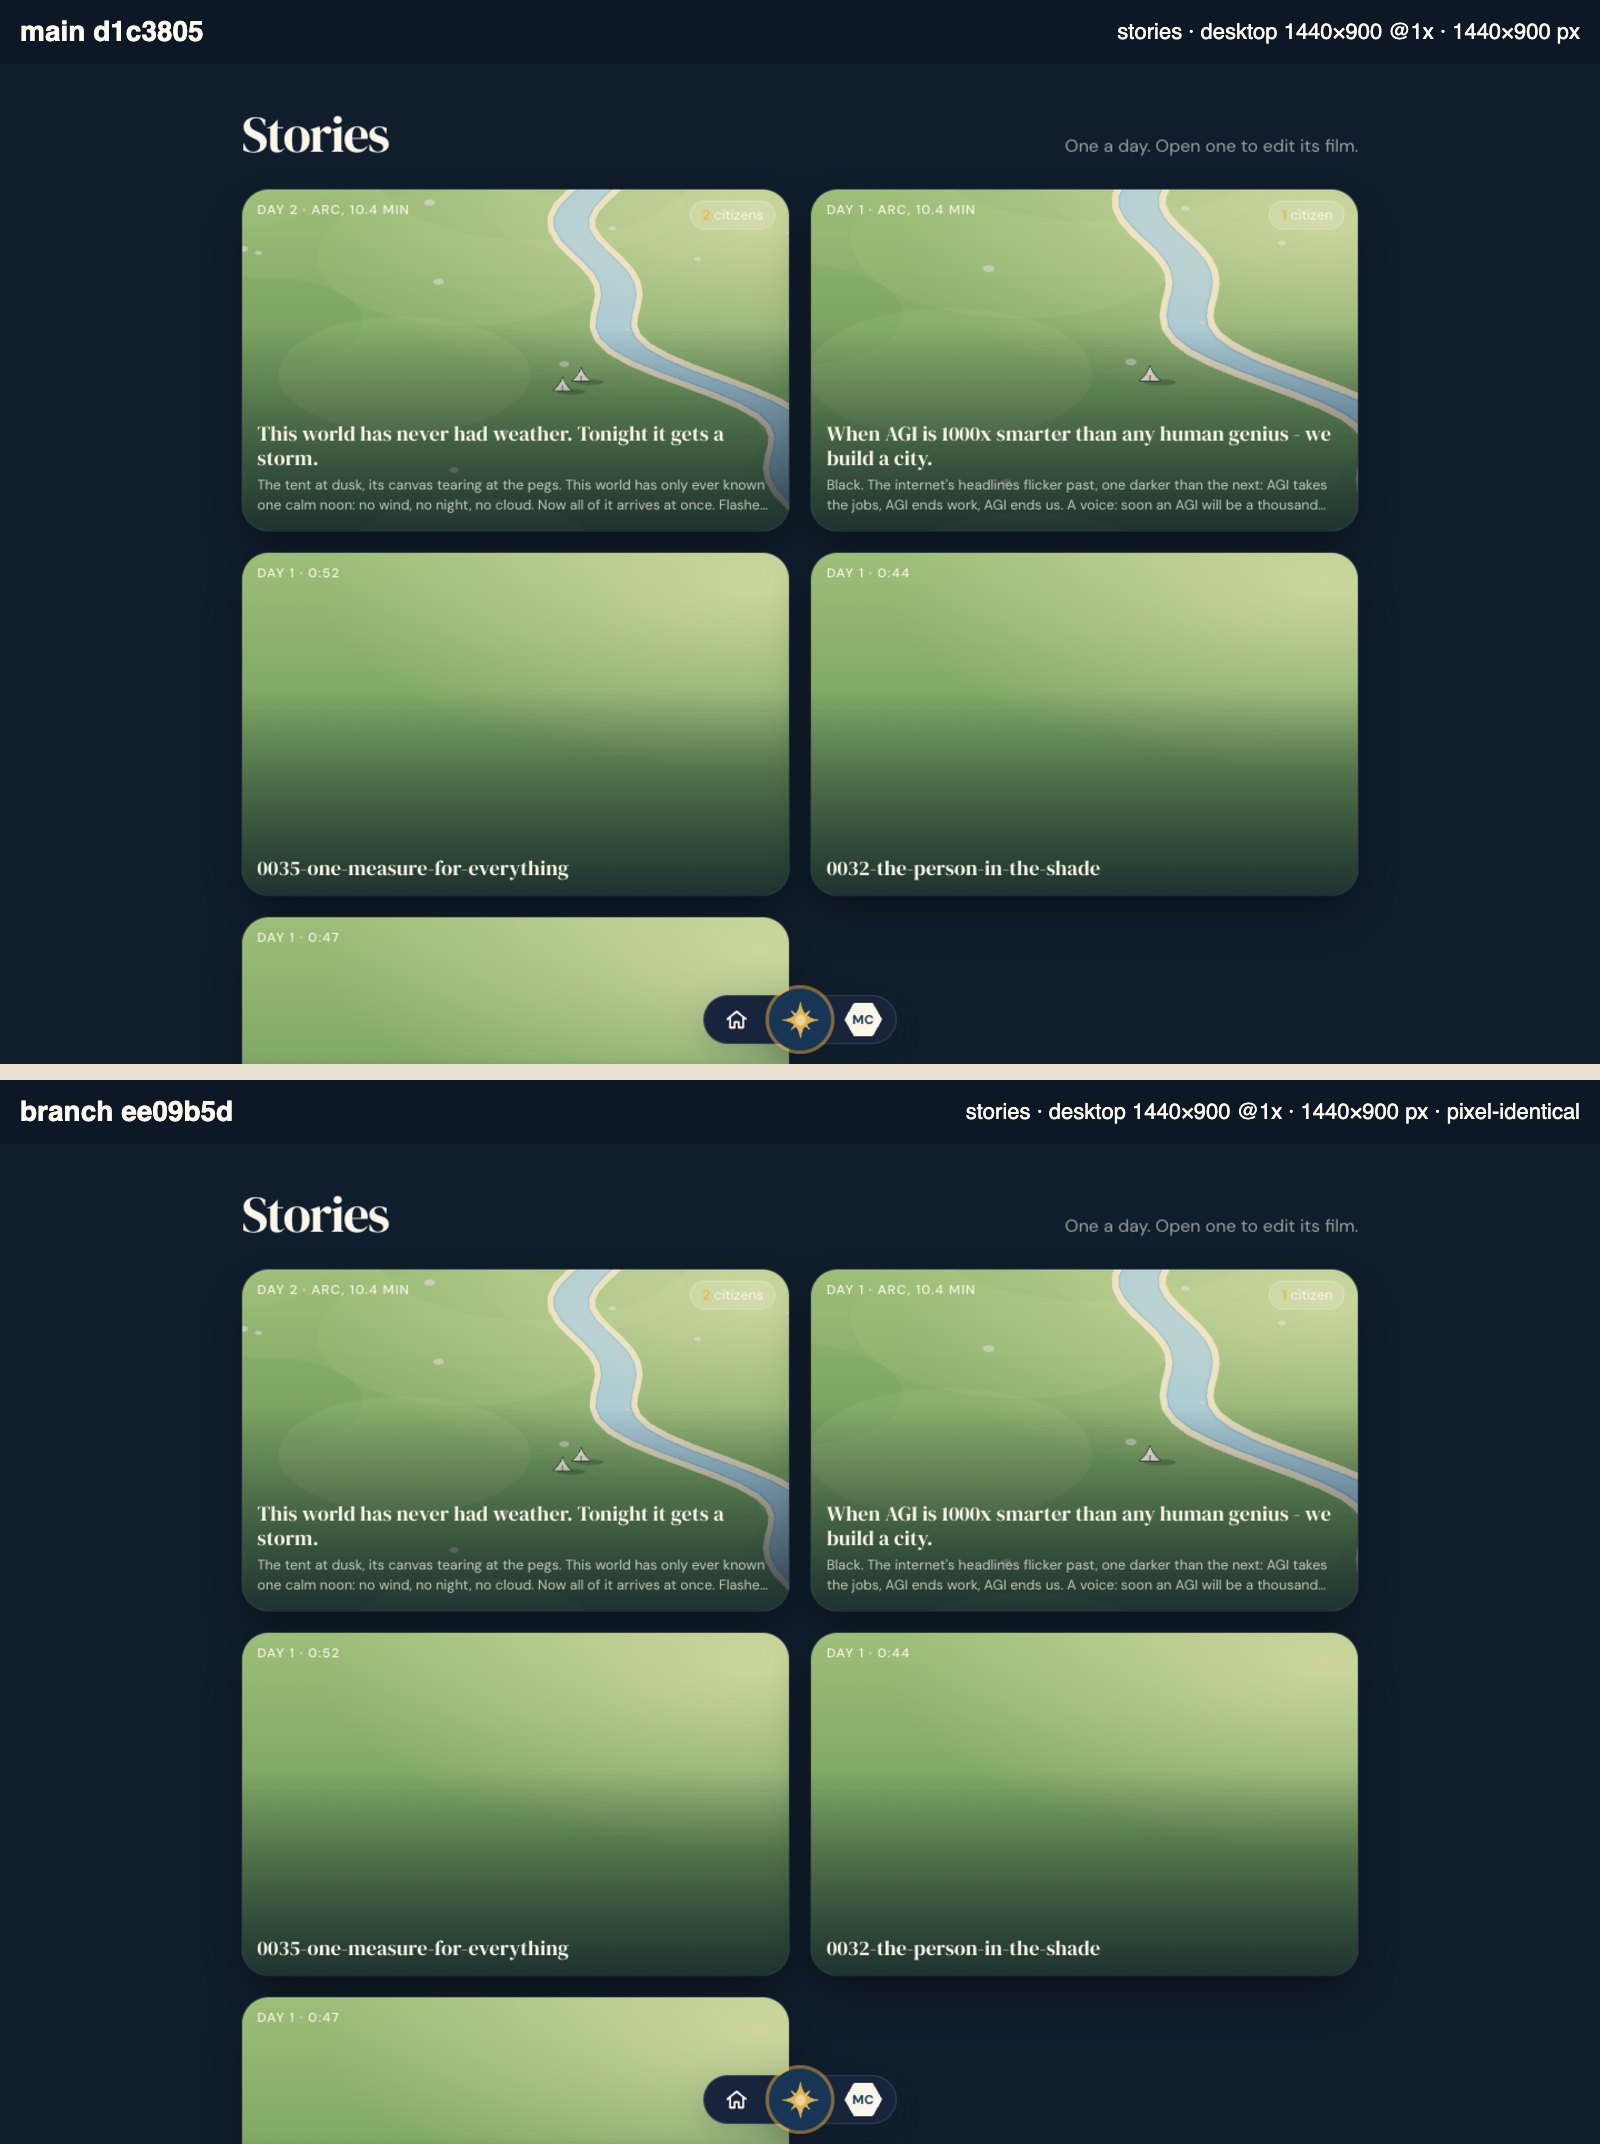 main d1c3805
stories · desktop 1440×900 @1x · 1440×900 px
Stories
One a day. Open one to edit its film.
DAY 2 · ARC, 10.4 MIN
2 citizens
This world has never had weather. Tonight it gets a
storm.
The tent at dusk, its canvas tearing at the pegs. This world has only ever known
one calm noon: no wind, no night, no cloud. Now all of it arrives at once. Flashe…
DAY 1 · ARC, 10.4 MIN
1 citizen
When AGI is 1000x smarter than any human genius - we
build a city.
Black. The internet's headlines flicker past, one darker than the next: AGI takes
the jobs, AGI ends work, AGI ends us. A voice: soon an AGI will be a thousand…
DAY 1 · 0:52
0035-one-measure-for-everything
DAY 1 · 0:44
0032-the-person-in-the-shade
DAY 1 · 0:47
MC
branch ee09b5d
stories · desktop 1440×900 @1x · 1440×900 px · pixel-identical
Stories
One a day. Open one to edit its film.
DAY 2 · ARC, 10.4 MIN
2 citizens
This world has never had weather. Tonight it gets a
storm.
The tent at dusk, its canvas tearing at the pegs. This world has only ever known
one calm noon: no wind, no night, no cloud. Now all of it arrives at once. Flashe…
DAY 1 · ARC, 10.4 MIN
1 citizen
When AGI is 1000x smarter than any human genius - we
build a city.
Black. The internet's headlines flicker past, one darker than the next: AGI takes
the jobs, AGI ends work, AGI ends us. A voice: soon an AGI will be a thousand…
DAY 1 · 0:52
0035-one-measure-for-everything
DAY 1 · 0:44
0032-the-person-in-the-shade
DAY 1 · 0:47
MC